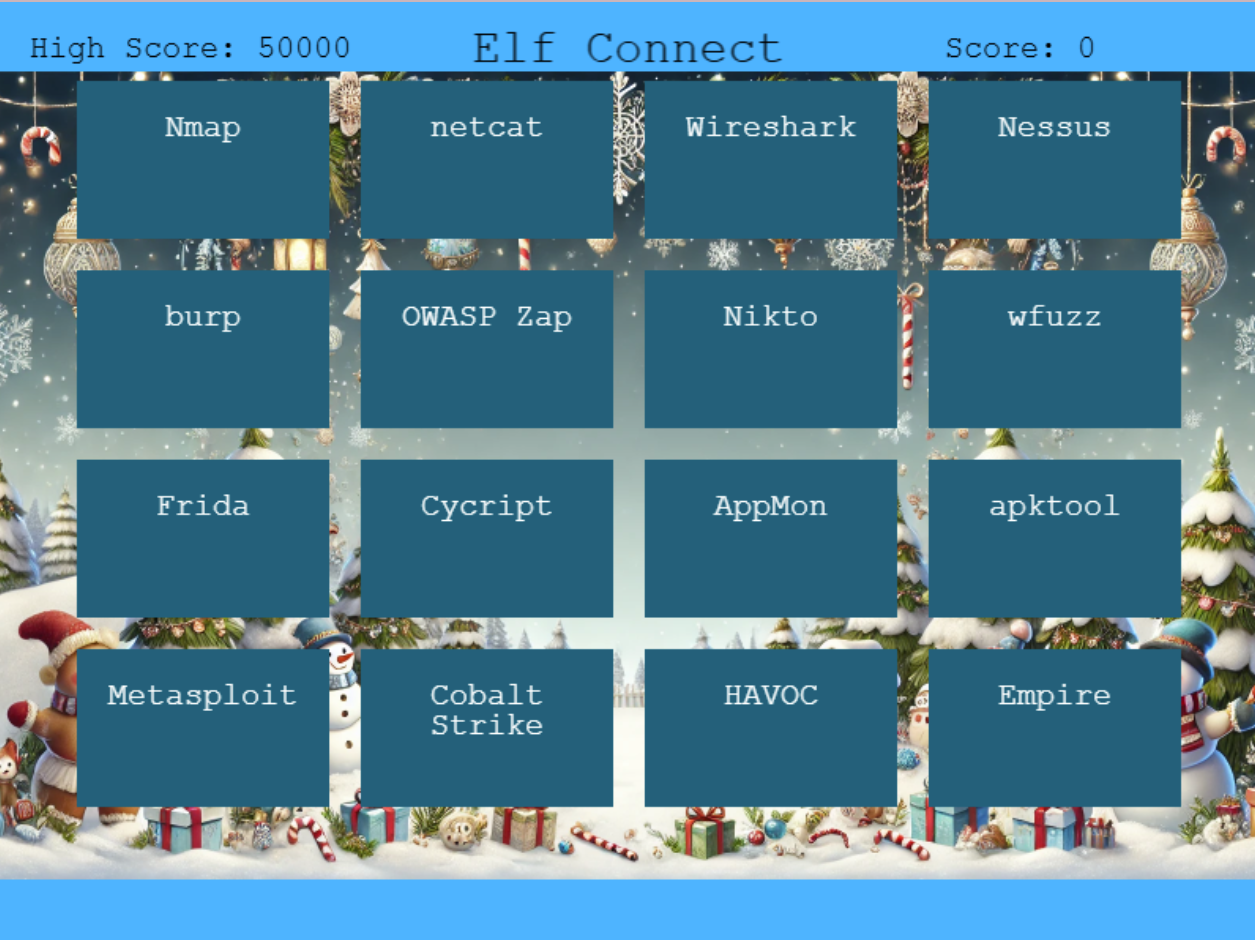 High Score: 50000 Elf Connect Score: 0
Nmap netcat Wireshark Nessus
burp OWASP Zap Nikto wfuzz
Frida Cycript AppMon apktool
Metasploit Cobalt HAVOC Empire
Strike